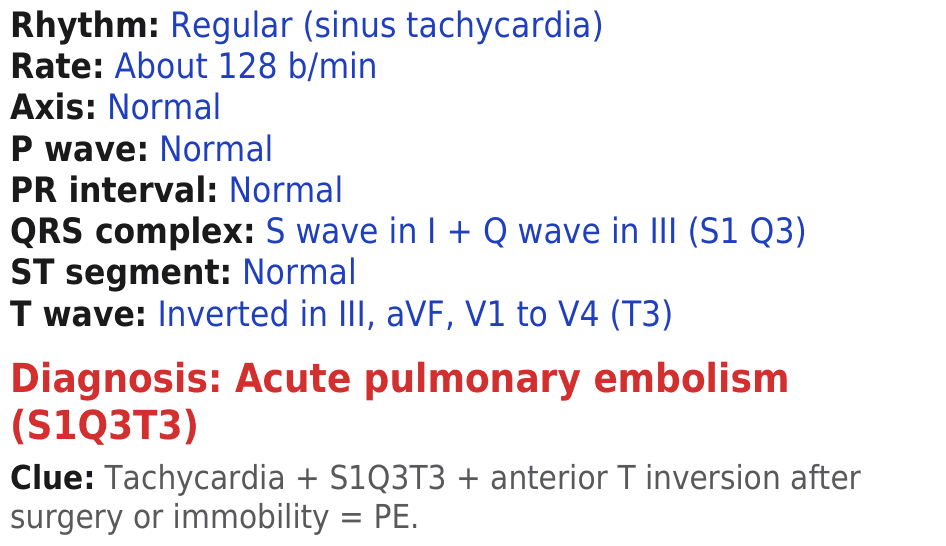 Rhythm: Regular (sinus tachycardia)
Rate: About 128 b/min
Axis: Normal
P wave: Normal
PR interval: Normal
QRS complex: S wave in I + Q wave in III (S1 Q3)
ST segment: Normal
T wave: Inverted in III, aVF, V1 to V4 (T3)
Diagnosis: Acute pulmonary embolism
(S1Q3T3)
Clue: Tachycardia + S1Q3T3 + anterior T inversion after
surgery or immobility = PE.